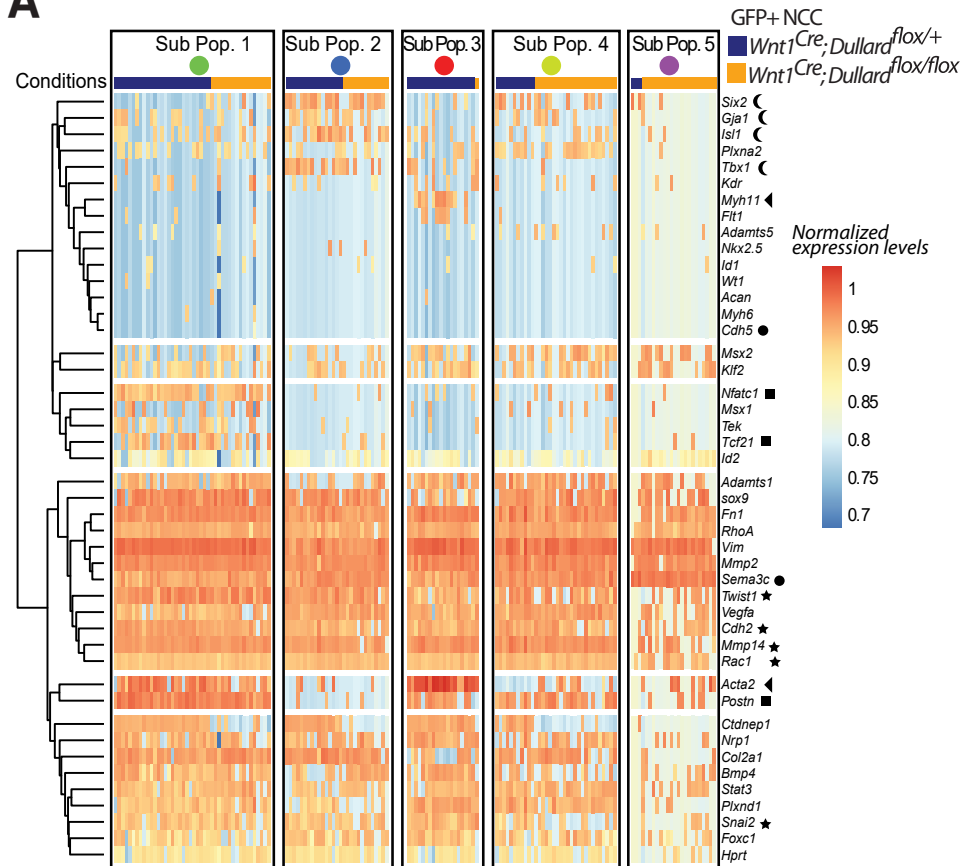 A
GFP+ NCC
Wnt1Cre; Dullardflox/+
Wnt1Cre; Dullardflox/flox
Sub Pop. 1
Sub Pop. 2
Sub Pop. 3
Sub Pop. 4
Sub Pop. 5
Conditions
Six2
Gja1
Isl1
Plxna2
Tbx1
Kdr
Myh11
Flt1
Adamts5
Nkx2.5
Id1
Wt1
Acan
Myh6
Cdh5
Msx2
Klf2
Nfatc1
Msx1
Tek
Tcf21
Id2
Adamts1
sox9
Fn1
RhoA
Vim
Mmp2
Sema3c
Twist1
Vegfa
Cdh2
Mmp14
Rac1
Acta2
Postn
Ctdnep1
Nrp1
Col2a1
Bmp4
Stat3
Plxnd1
Snai2
Foxc1
Hprt
Normalized
expression levels
1
0.95
0.9
0.85
0.8
0.75
0.7